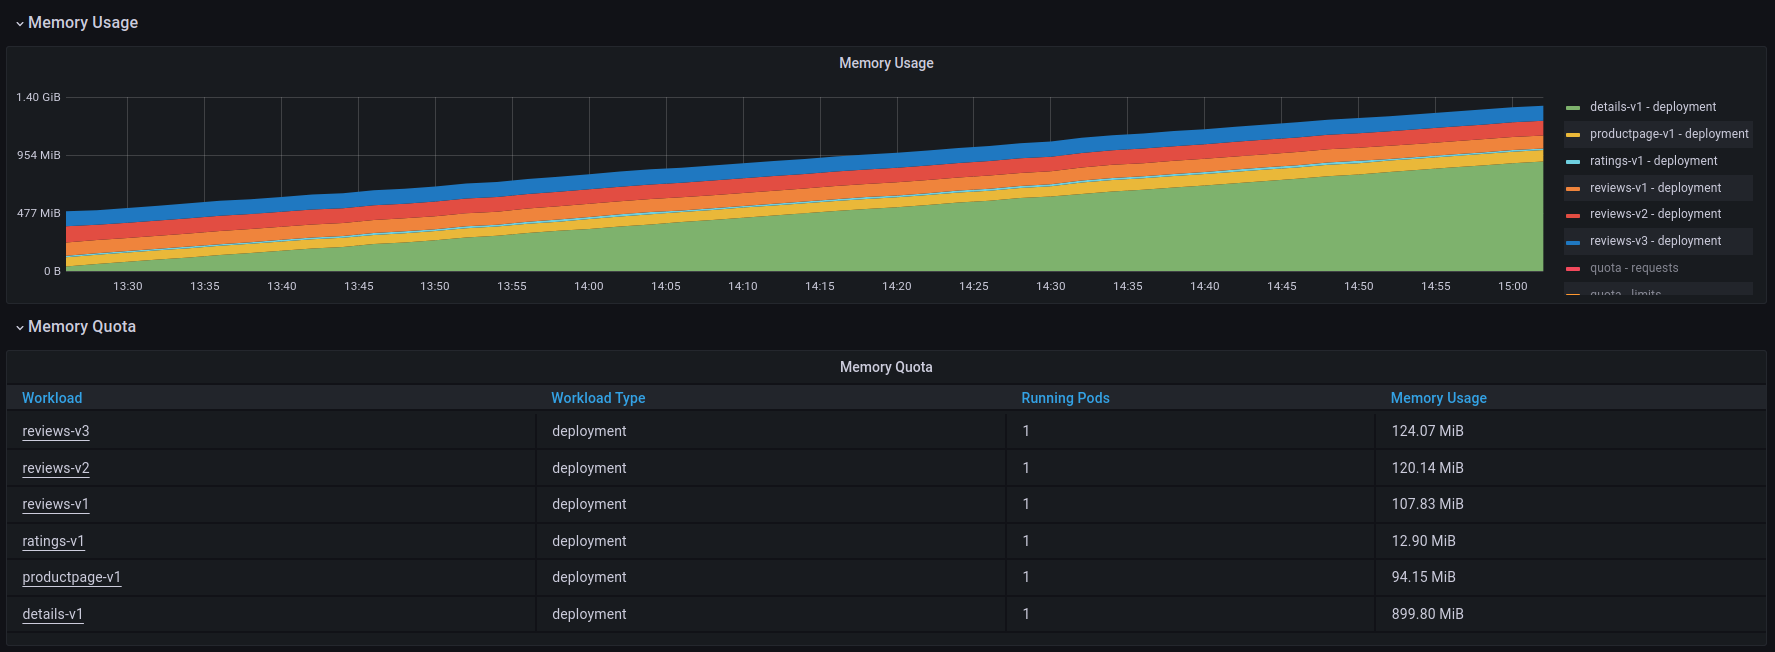 Memory Usage
Memory Usage
1.40 GiB
954 MiB
477 MiB
0 B
13:30 13:35 13:40 13:45 13:50 13:55 14:00 14:05 14:10 14:15 14:20 14:25 14:30 14:35 14:40 14:45 14:50 14:55 15:00
details-v1 - deployment
productpage-v1 - deployment
ratings-v1 - deployment
reviews-v1 - deployment
reviews-v2 - deployment
reviews-v3 - deployment
quota - requests
quota - limits
Memory Quota
Memory Quota
Workload Workload Type Running Pods Memory Usage
reviews-v3 deployment 1 124.07 MiB
reviews-v2 deployment 1 120.14 MiB
reviews-v1 deployment 1 107.83 MiB
ratings-v1 deployment 1 12.90 MiB
productpage-v1 deployment 1 94.15 MiB
details-v1 deployment 1 899.80 MiB